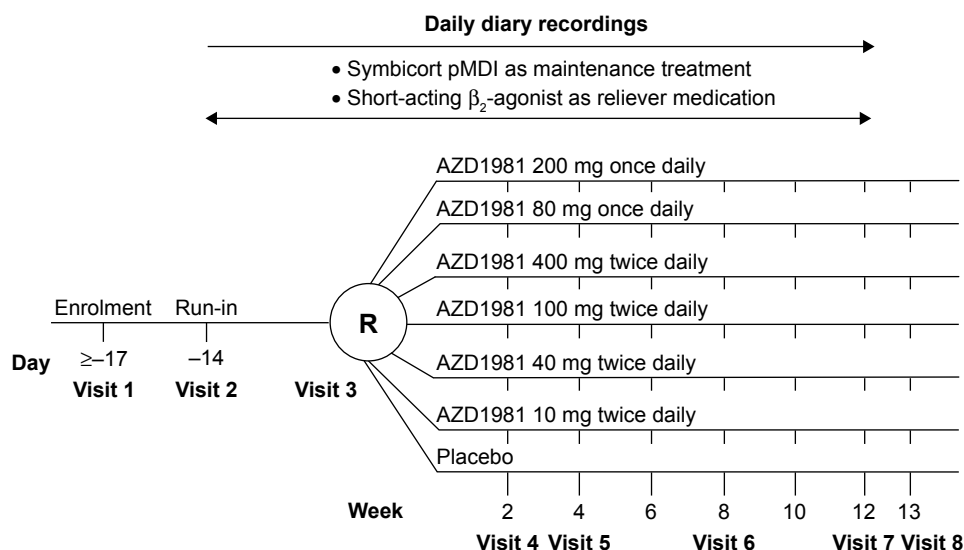 Daily diary recordings
• Symbicort pMDI as maintenance treatment
• Short-acting β₂-agonist as reliever medication
AZD1981 200 mg once daily
AZD1981 80 mg once daily
AZD1981 400 mg twice daily
Enrolment Run-in
R
AZD1981 100 mg twice daily
Day ≥–17 –14
AZD1981 40 mg twice daily
Visit 1 Visit 2 Visit 3
AZD1981 10 mg twice daily
Placebo
Week 2 4 6 8 10 12 13
Visit 4 Visit 5 Visit 6 Visit 7 Visit 8